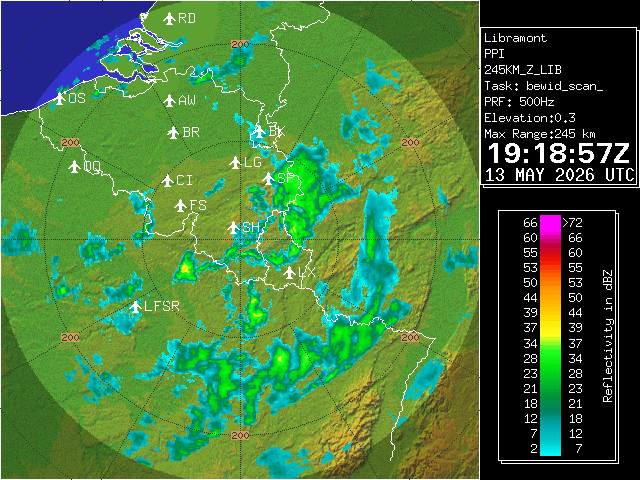 RD
200
OS
AW
BR
BK
200
200
QQ
LG
CI
FS
SH
LX
LFSR
200
200
200
Libramont
PPI
245KM_Z_LIB
Task: bewid_scan_
PRF: 500Hz
Elevation:0.3
Max Range:245 km
19:18:57Z
13 MAY 2026 UTC
66 >72
60 66
55 60
53 55
50 53
44 50
39 44
37 39
34 37
28 34
23 28
21 23
18 21
12 18
7 12
2 7
Reflectivity in dBZ